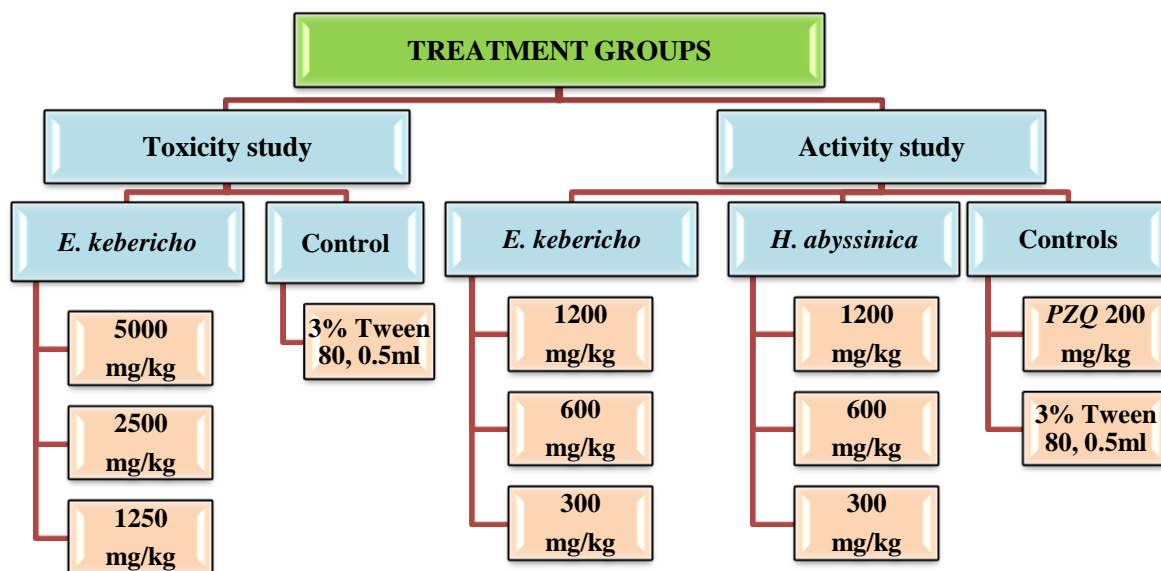 TREATMENT GROUPS
Toxicity study
Activity study
E. kebericho
Control
E. kebericho
H. abyssinica
Controls
5000
mg/kg
2500
mg/kg
1250
mg/kg
3% Tween
80, 0.5ml
1200
mg/kg
600
mg/kg
300
mg/kg
1200
mg/kg
600
mg/kg
300
mg/kg
PZQ 200
mg/kg
3% Tween
80, 0.5ml